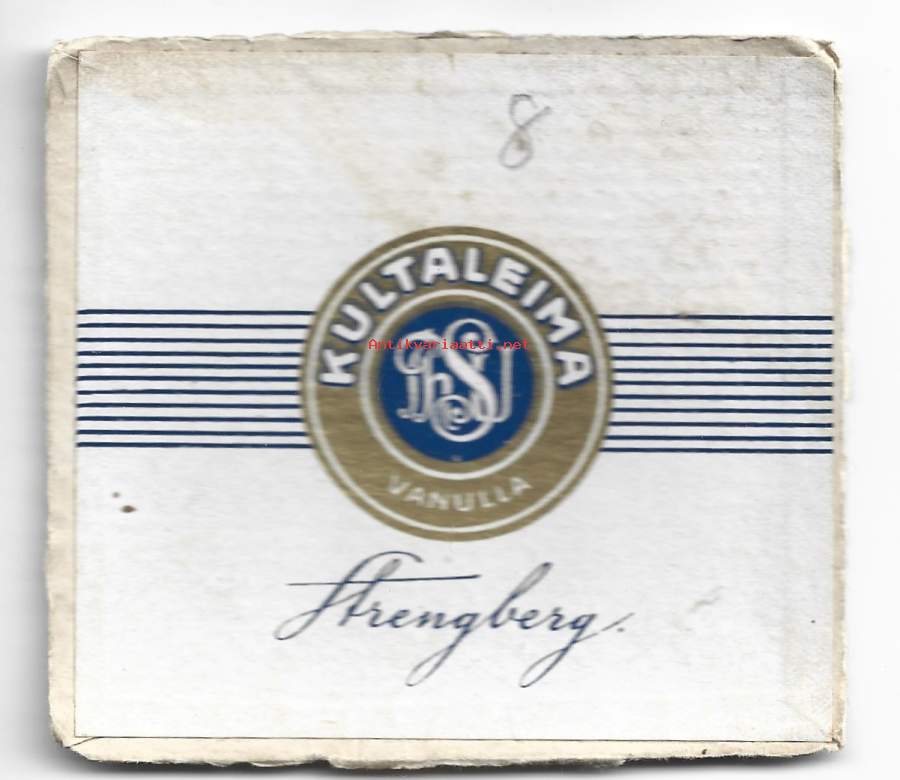 8
KULTALEIMA
Antikvariaatti.net
VANULLA
Strengberg.